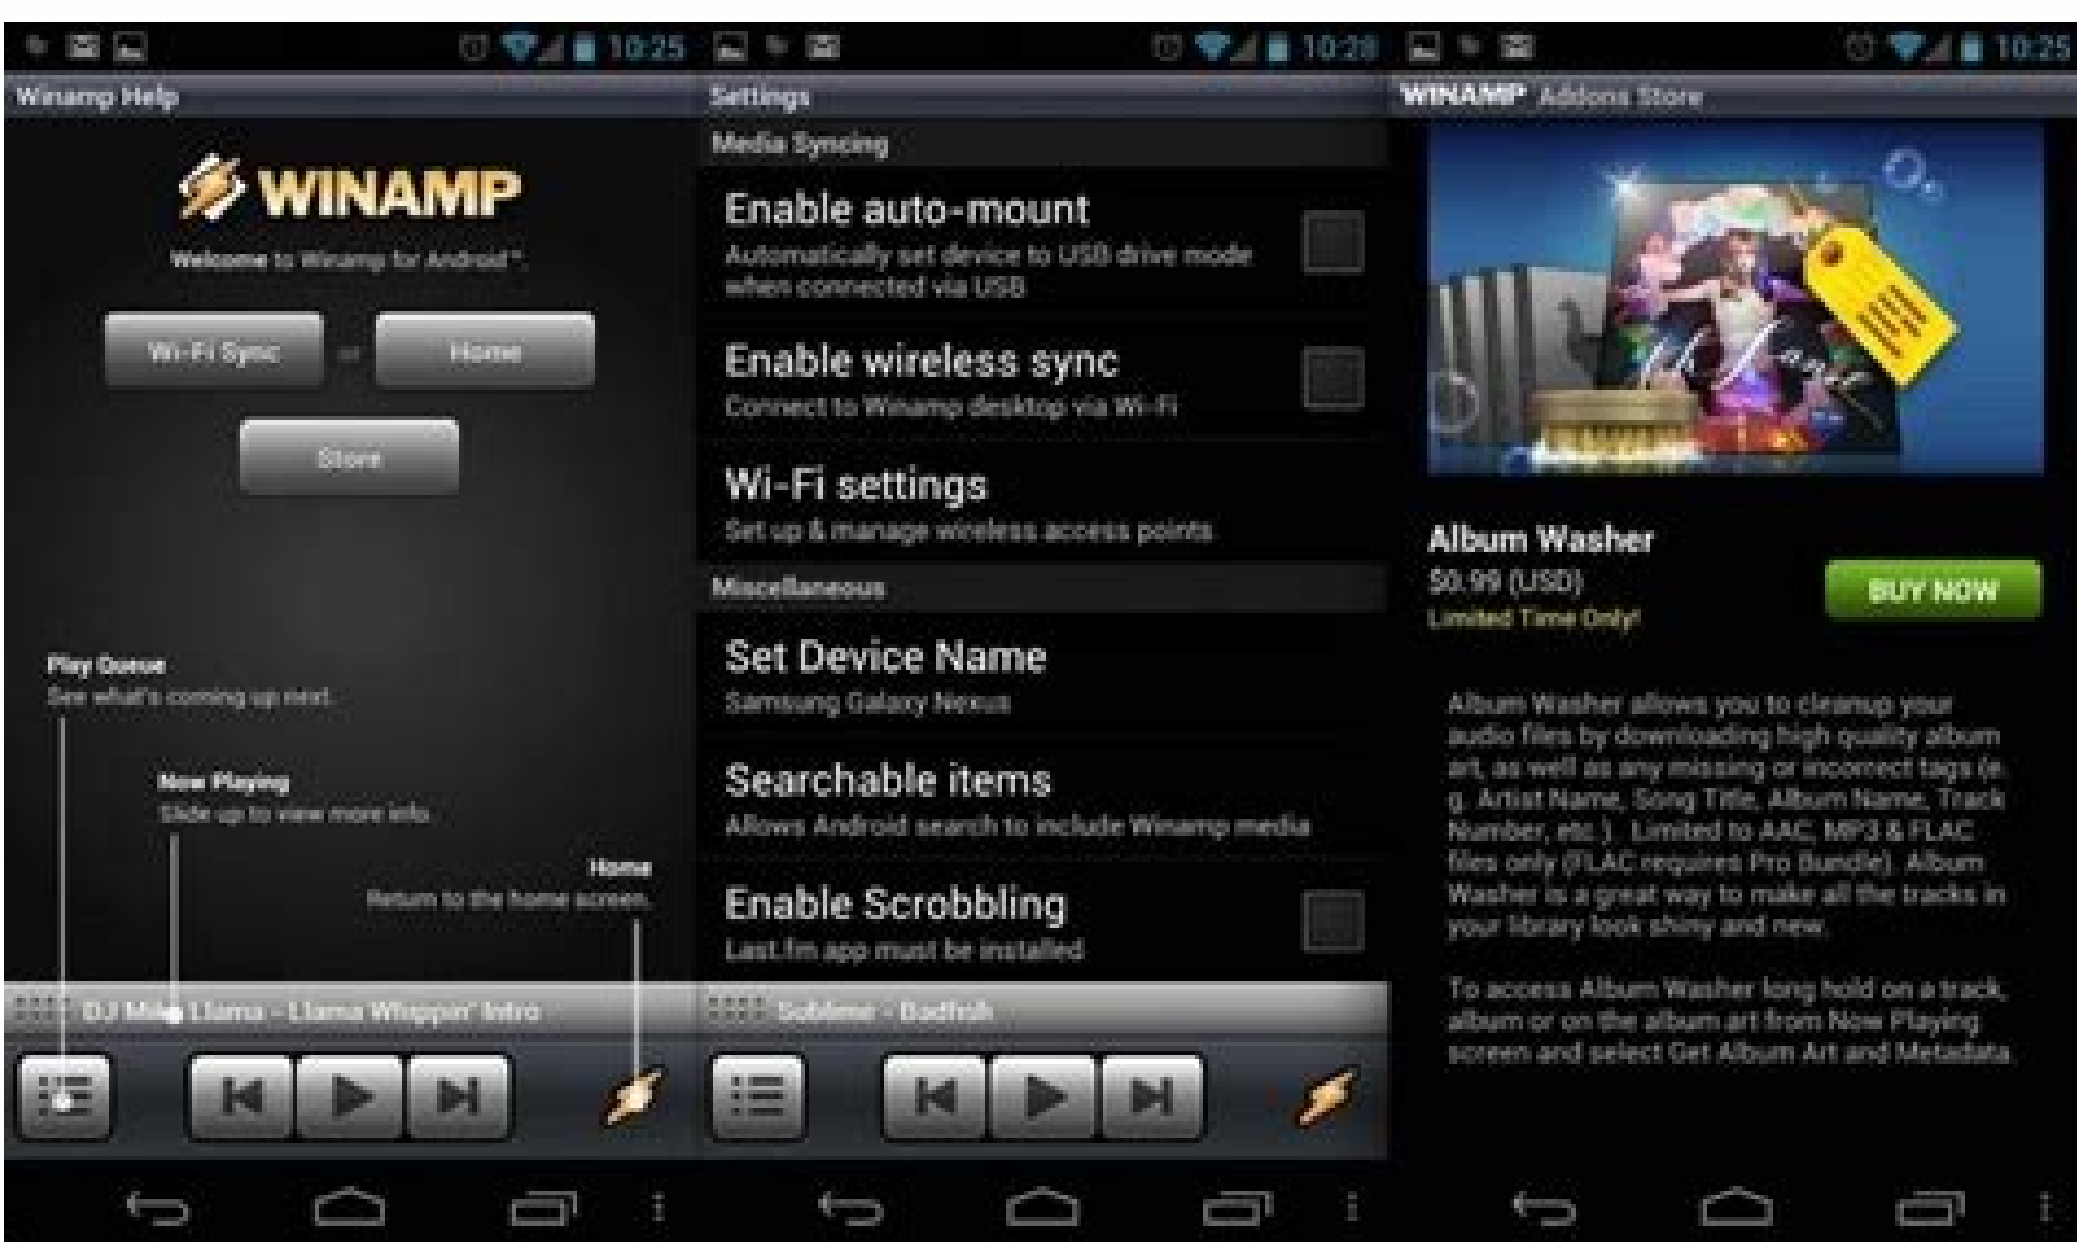 10:25
Winamp Help
WINAMP
Welcome to Winamp for Android™.
Wi-Fi Sync or Home
Store
Play Queue
See what's coming up next.
Now Playing
Slide up to view more info
Home
Return to the home screen.
DJ Mike Llama - Llama Whippin' Intro
10:28
Settings
Media Syncing
Enable auto-mount
Automatically set device to USB drive mode
when connected via USB
Enable wireless sync
Connect to Winamp desktop via Wi-Fi
Wi-Fi settings
Set up & manage wireless access points
Miscellaneous
Set Device Name
Samsung Galaxy Nexus
Searchable items
Allows Android search to include Winamp media
Enable Scrobbling
Last.fm app must be installed
Sublime - Badfish
10:25
WINAMP Addons Store
Album Washer
$0.99 (USD)
Limited Time Only!
BUY NOW
Album Washer allows you to cleanup your
audio files by downloading high quality album
art, as well as any missing or incorrect tags (e.
g. Artist Name, Song Title, Album Name, Track
Number, etc.). Limited to AAC, MP3 & FLAC
files only (FLAC requires Pro Bundle). Album
Washer is a great way to make all the tracks in
your library look shiny and new.
To access Album Washer long hold on a track,
album or on the album art from Now Playing
screen and select Get Album Art and Metadata.